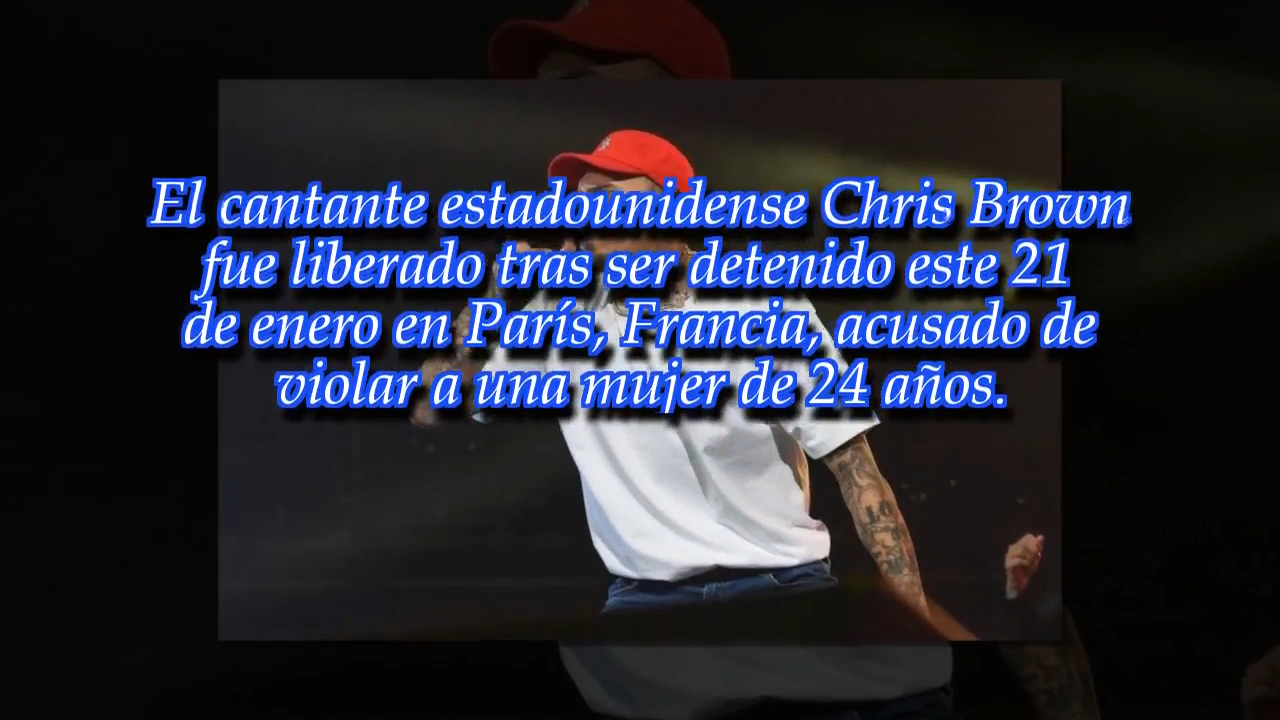 El cantante estadounidense Chris Brown
fue liberado tras ser detenido este 21
de enero en París, Francia, acusado de
violar a una mujer de 24 años.